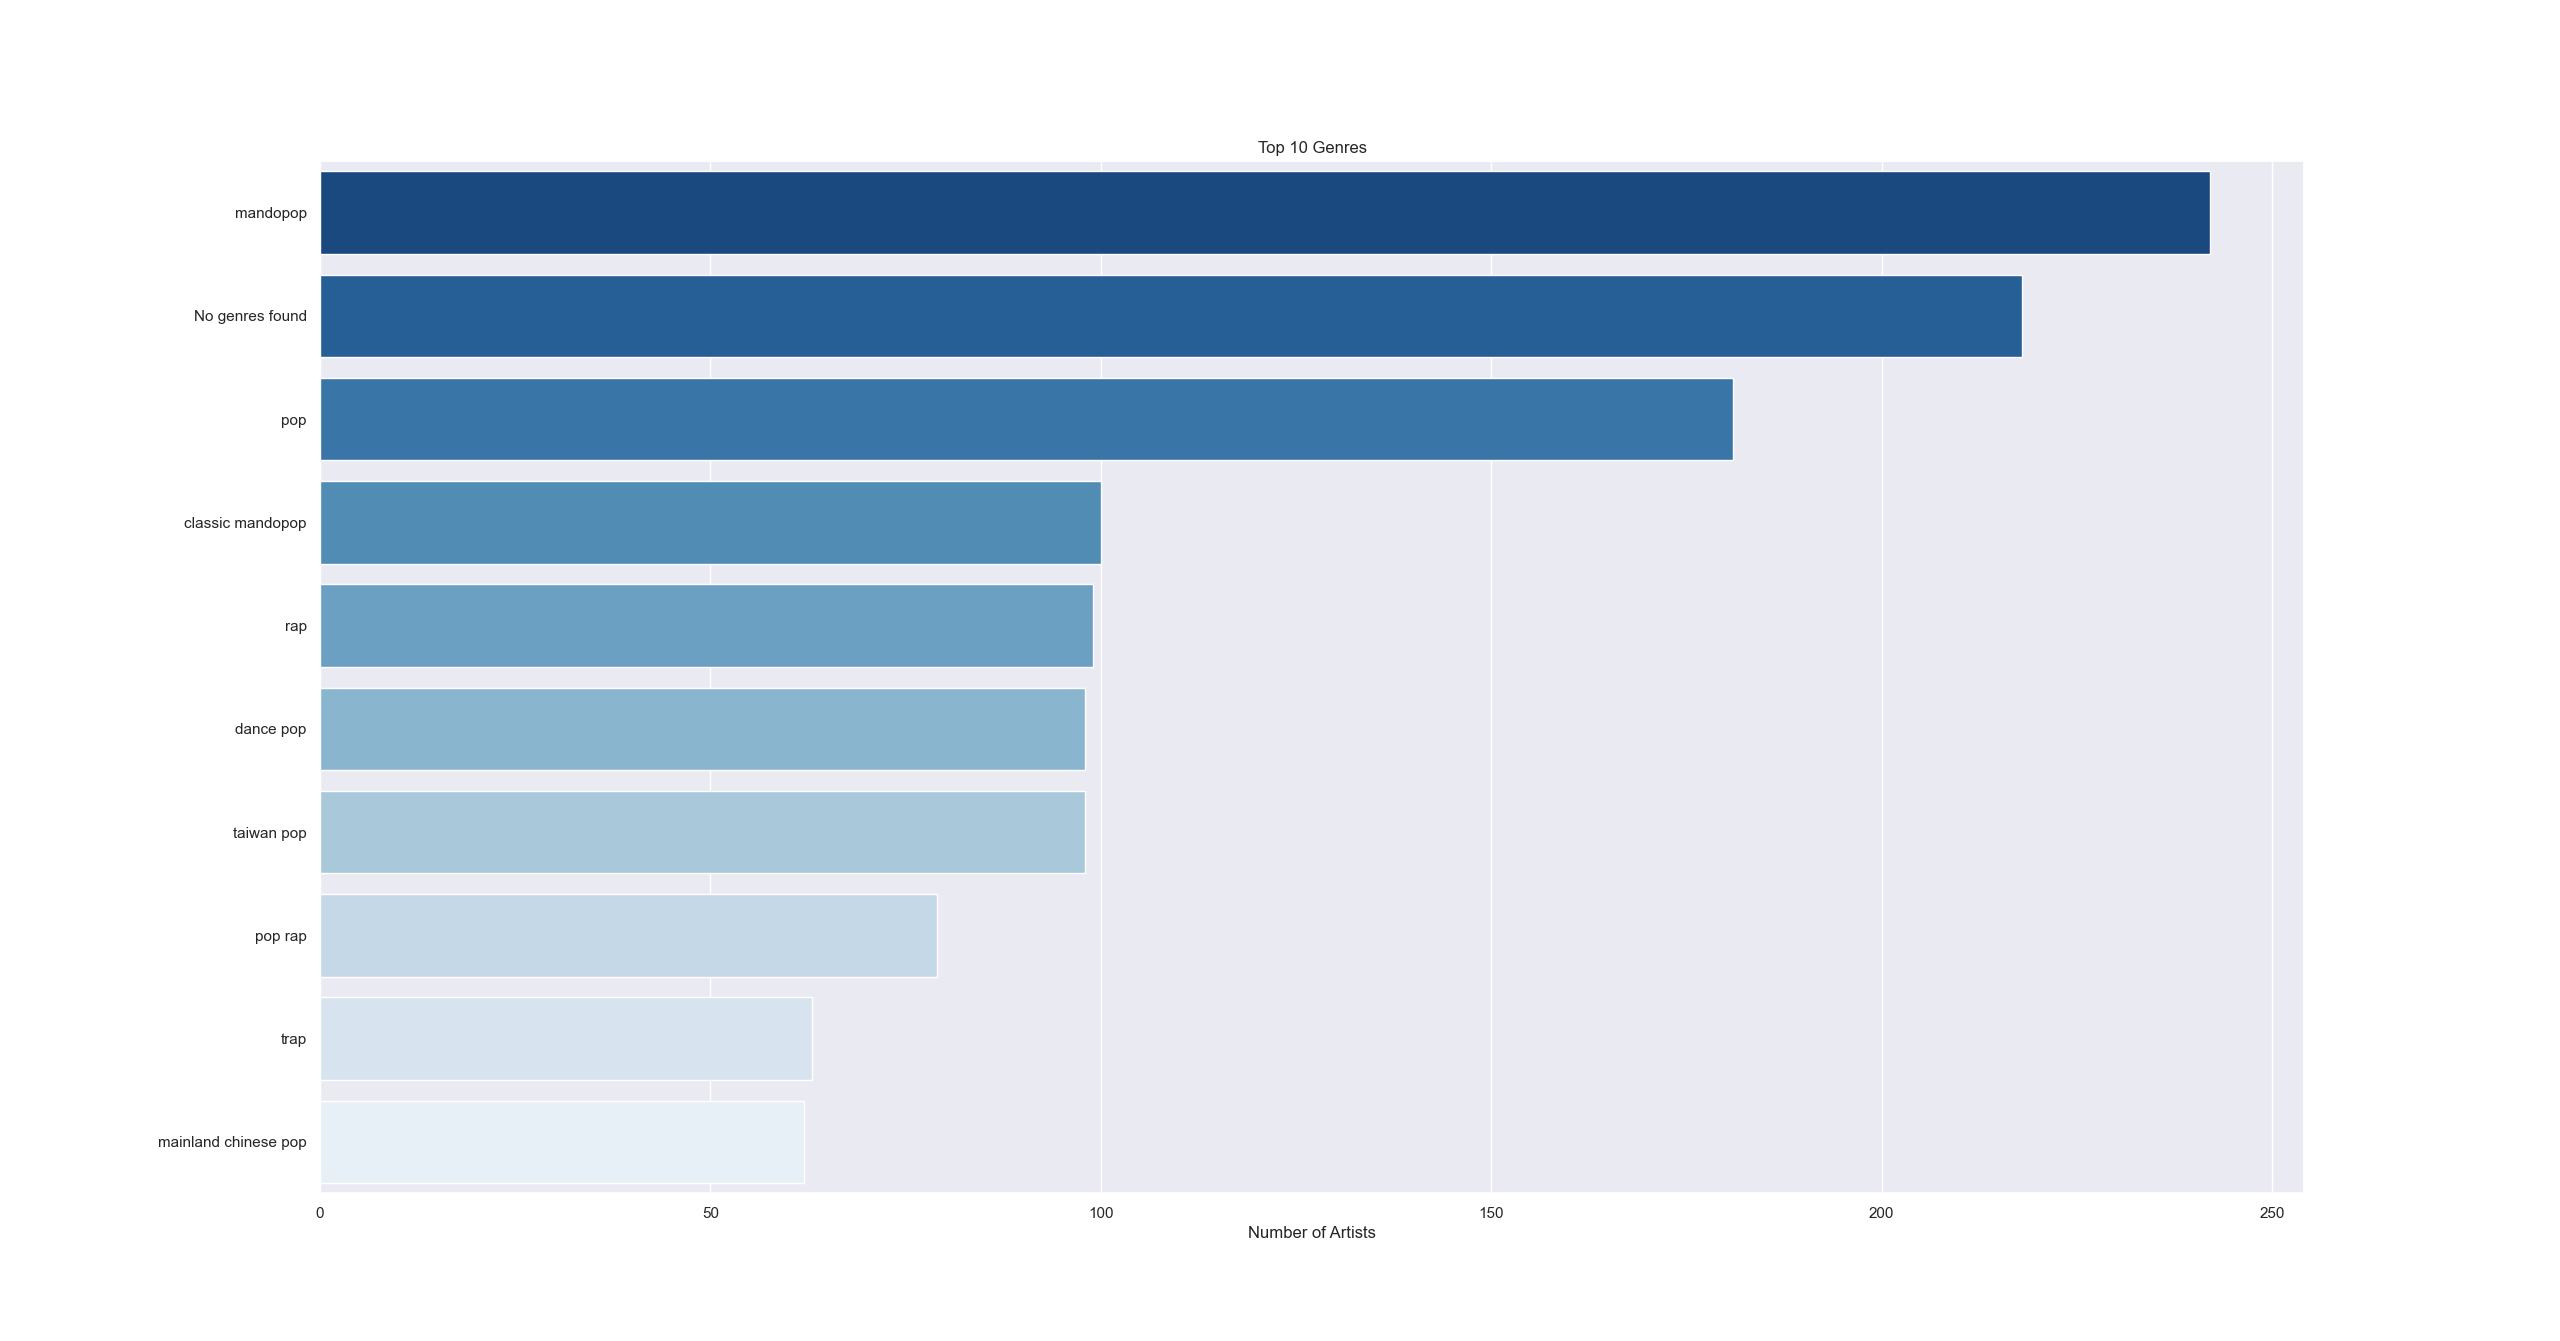 Top 10 Genres
mandopop
No genres found
pop
classic mandopop
rap
dance pop
taiwan pop
pop rap
trap
mainland chinese pop
0 50 100 150 200 250
Number of Artists